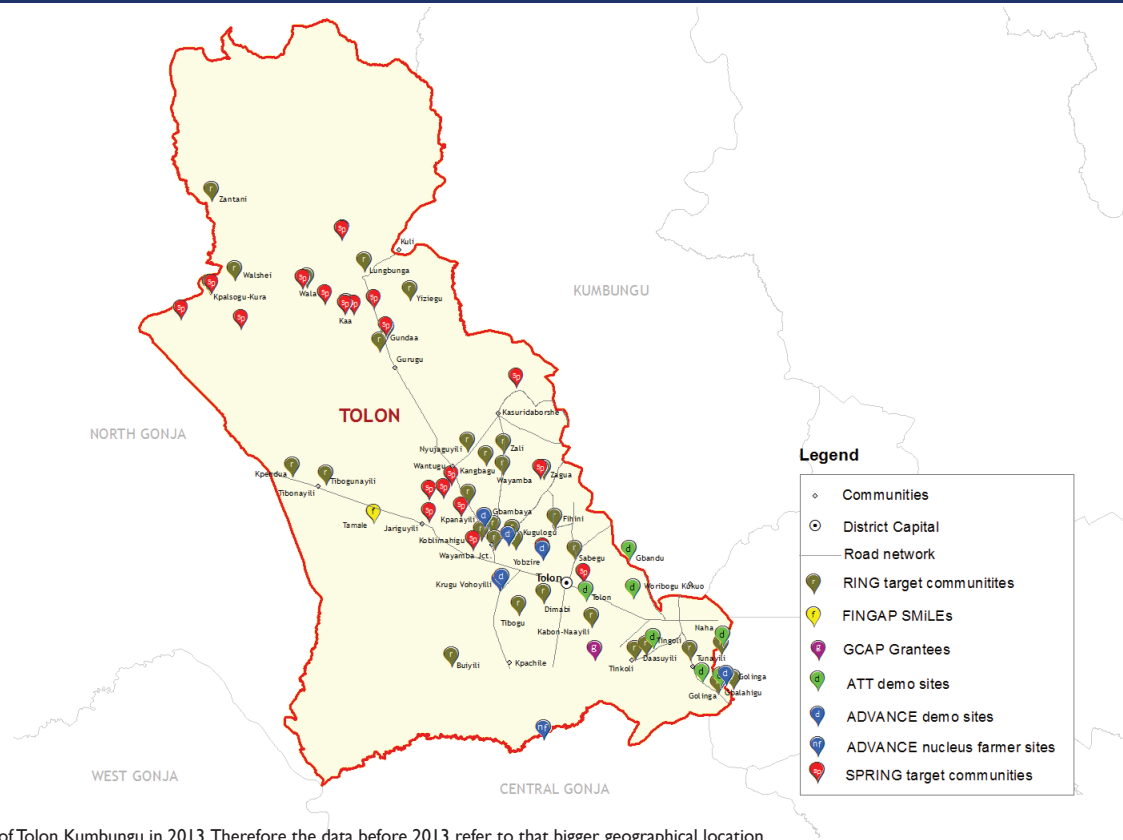 Zantani
Kuli
Lungbunga
Walshei
Yiziegu
Kpalsogu-Kura
Wala
Kaa
KUMBUNGU
Gundaa
Gurugu
TOLON
Kasuridaborshe
NORTH GONJA
Nyujaguyili
Zali
Wantugu
Kangbagu
Kpendua
Tibogunayili
Wayamba
Zagua
Tibonayili
Gbambaya
Tamale
Kpanayili
Fihini
Jariguyili
Kugulogu
Koblimahigu
Wayamba Jct.
Yobzire
Sabegu
Gbandu
Krugu Vohoyili
Tolon
Woribogu Kukuo
Tolon
Dimabi
Tibogu
Kabon-Naayili
Naha
Tingoli
Buiyili
Kpachile
Tinkoli
Daasuyili
Tunayili
Golinga
Golinga
Gbalahigu
WEST GONJA
CENTRAL GONJA
Legend
Communities
District Capital
Road network
r RING target communitites
f FINGAP SMiLEs
g GCAP Grantees
d ATT demo sites
d ADVANCE demo sites
nf ADVANCE nucleus farmer sites
sp SPRING target communities
of Tolon Kumbungu in 2013 Therefore the data before 2013 refer to that bigger geographical location